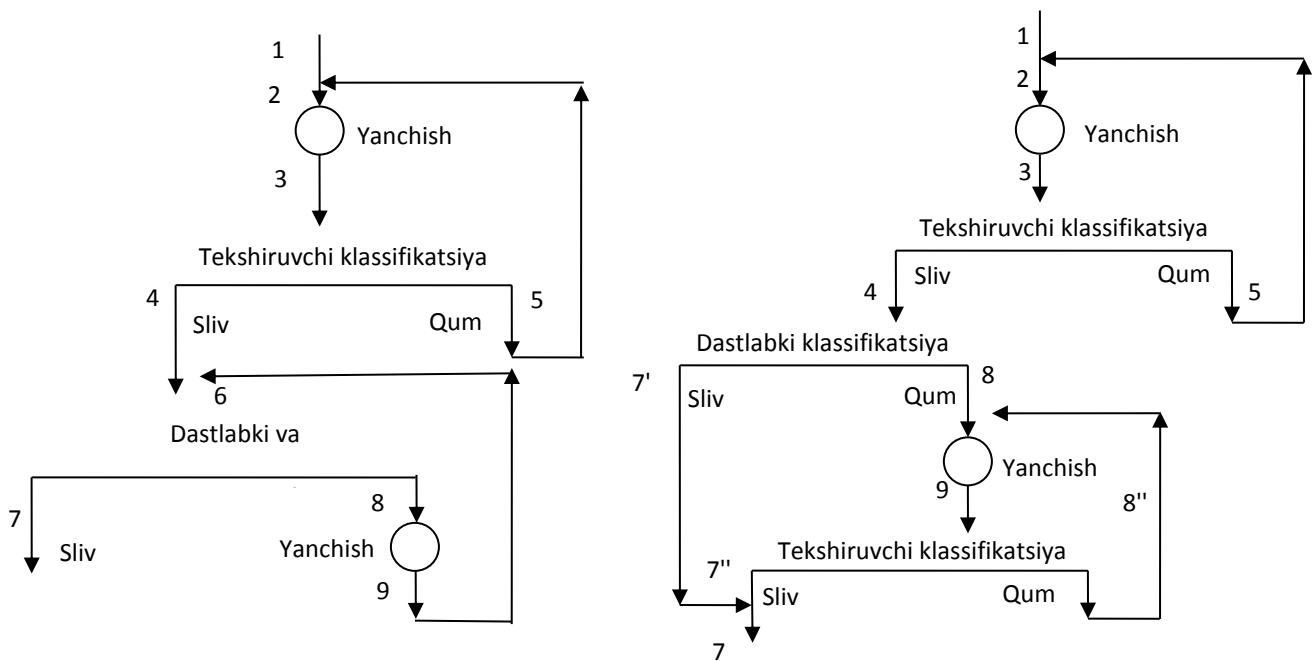 1
2
Yanchish
3
Tekshiruvchi klassifikatsiya
4
5
Sliv
Qum
6
Dastlabki va
7
8
Sliv
Yanchish
9
1
2
Yanchish
3
Tekshiruvchi klassifikatsiya
4
Sliv
Qum
5
Dastlabki klassifikatsiya
7'
8
Sliv
Qum
Yanchish
9
8''
Tekshiruvchi klassifikatsiya
7''
Sliv
Qum
7